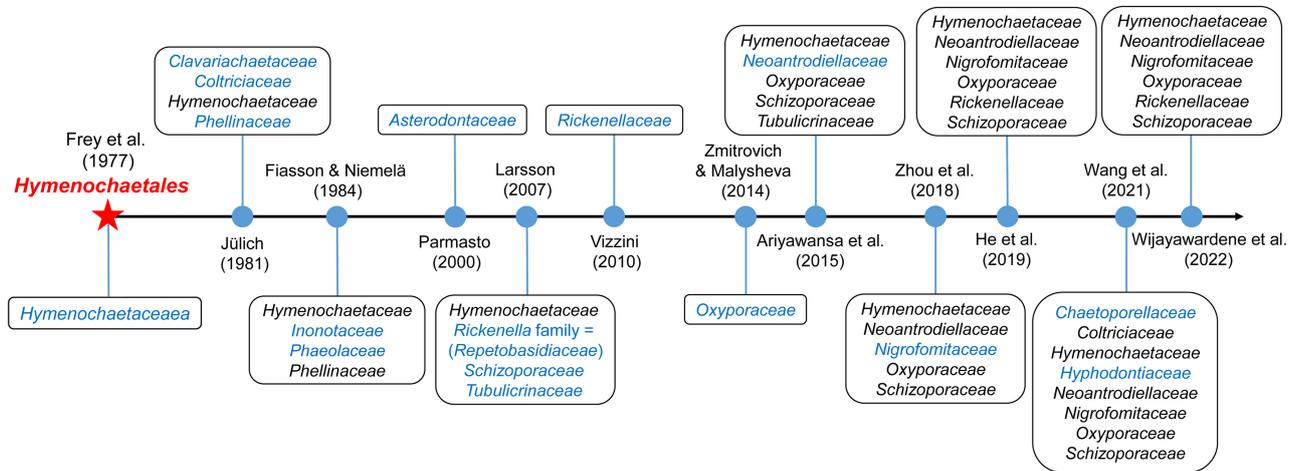 Frey et al.
(1977)
Hymenochaetales
Hymenochaetaceaea
Clavariachaetaceae
Coltriciaceae
Hymenochaetaceae
Phellinaceae
Jülich
(1981)
Fiasson & Niemelä
(1984)
Hymenochaetaceae
Inonotaceae
Phaeolaceae
Phellinaceae
Asterodontaceae
Parmasto
(2000)
Larsson
(2007)
Hymenochaetaceae
Rickenella family =
(Repetobasidiaceae)
Schizoporaceae
Tubulicrinaceae
Rickenellaceae
Vizzini
(2010)
Zmitrovich
& Malysheva
(2014)
Oxyporaceae
Hymenochaetaceae
Neoantrodiellaceae
Oxyporaceae
Schizoporaceae
Tubulicrinaceae
Ariyawansa et al.
(2015)
Zhou et al.
(2018)
Hymenochaetaceae
Neoantrodiellaceae
Nigrofomitaceae
Oxyporaceae
Schizoporaceae
Hymenochaetaceae
Neoantrodiellaceae
Nigrofomitaceae
Oxyporaceae
Rickenellaceae
Schizoporaceae
He et al.
(2019)
Wang et al.
(2021)
Chaetoporellaceae
Coltriciaceae
Hymenochaetaceae
Hyphodontiaceae
Neoantrodiellaceae
Nigrofomitaceae
Oxyporaceae
Schizoporaceae
Hymenochaetaceae
Neoantrodiellaceae
Nigrofomitaceae
Oxyporaceae
Rickenellaceae
Schizoporaceae
Wijayawardene et al.
(2022)